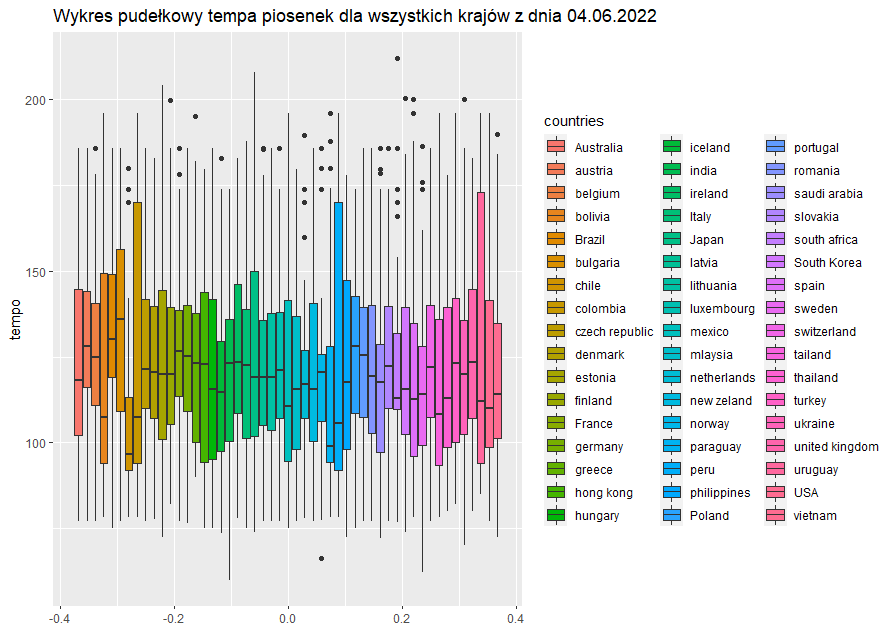 Wykres pudełkowy tempa piosenek dla wszystkich krajów z dnia 04.06.2022
tempo
200
150
100
-0.4
-0.2
0.0
0.2
0.4
countries
Australia
austria
belgium
bolivia
Brazil
bulgaria
chile
colombia
czech republic
denmark
estonia
finland
France
germany
greece
hong kong
hungary
iceland
india
ireland
Italy
Japan
latvia
lithuania
luxembourg
mexico
mlaysia
netherlands
new zeland
norway
paraguay
peru
philippines
Poland
portugal
romania
saudi arabia
slovakia
south africa
South Korea
spain
sweden
switzerland
tailand
thailand
turkey
ukraine
united kingdom
uruguay
USA
vietnam